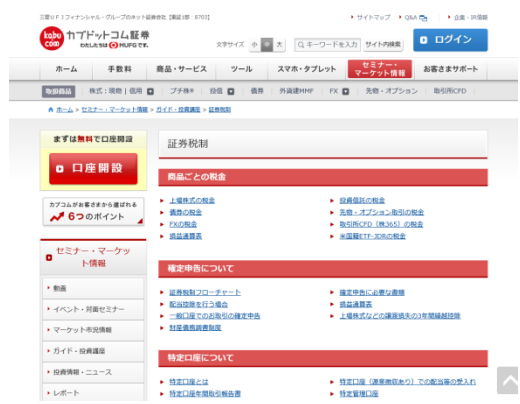 三菱UFJフィナンシャル・グループのネット証券会社【東証1部:8703】
サイトマップ
Q&A
企業・IR情報
kabu.com
カブドットコム証券
わたしたちはMUFGです。
文字サイズ 小 中 大
キーワードを入力
サイト内検索
ログイン
ホーム
手数料
商品・サービス
ツール
スマホ・タブレット
セミナー・
マーケット情報
お客さまサポート
取扱商品
株式:現物|信用
プチ株®
投信
債券
外貨建MMF
FX
先物・オプション
取引所CFD
ホーム > セミナー・マーケット情報 > ガイド・投資講座 > 証券税制
まずは無料で口座開設
口座開設
カブコムがお客さまから選ばれる
6つのポイント
セミナー・マーケッ
ト情報
動画
イベント・対面セミナー
マーケット市況情報
ガイド・投資講座
投資情報・ニュース
レポート
証券税制
商品ごとの税金
上場株式の税金
投資信託の税金
債券の税金
先物・オプション取引の税金
FXの税金
取引所CFD(株365)の税金
損益通算表
米国籍ETF-JDRの税金
確定申告について
証券税制フローチャート
確定申告に必要な書類
配当控除を行う場合
損益通算表
一般口座でのお取引の確定申告
上場株式などの譲渡損失の3年間繰越控除
財産債務調書制度
特定口座について
特定口座とは
特定口座(源泉徴収あり)での配当等の受入れ
特定口座年間取引報告書
特定管理口座